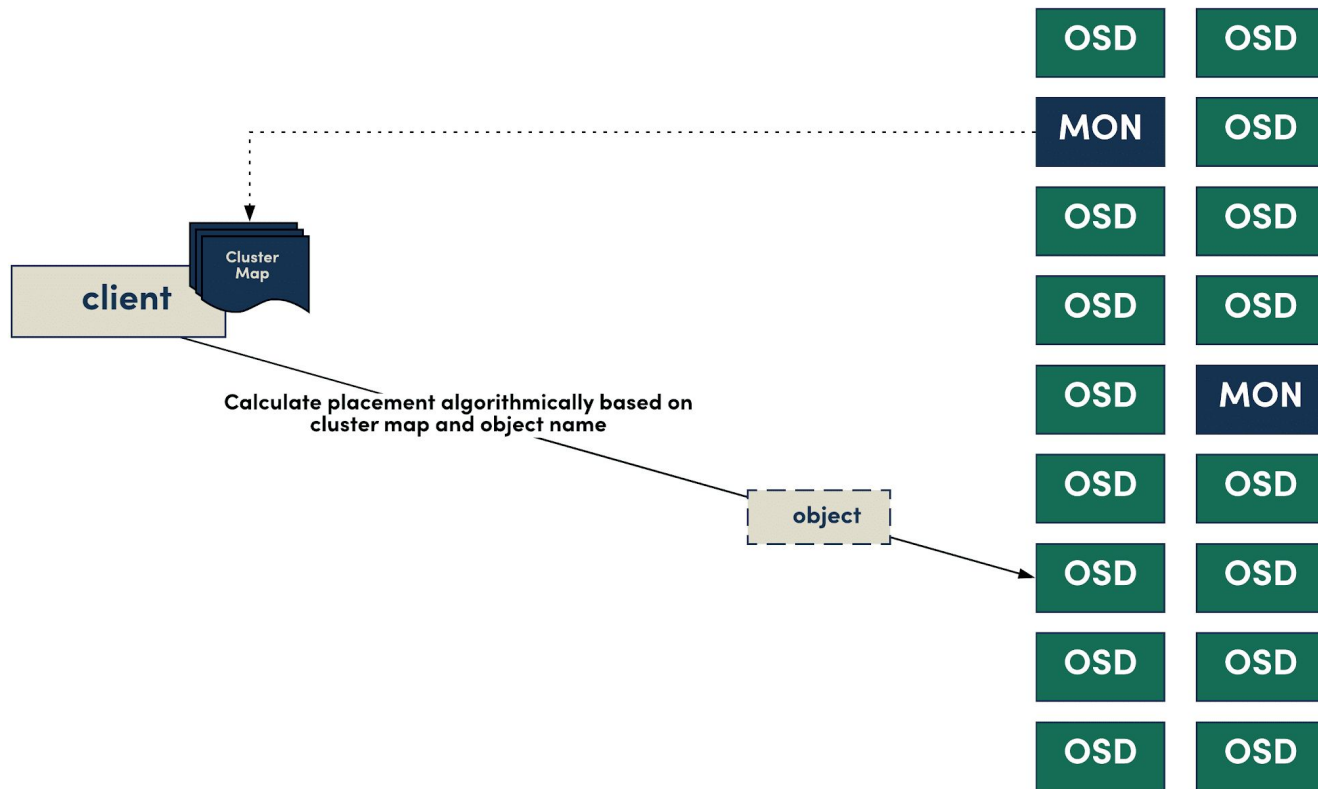 OSD OSD
MON OSD
OSD OSD
Cluster
Map
client
OSD OSD
Calculate placement algorithmically based on
cluster map and object name
OSD MON
OSD OSD
object
OSD OSD
OSD OSD
OSD OSD